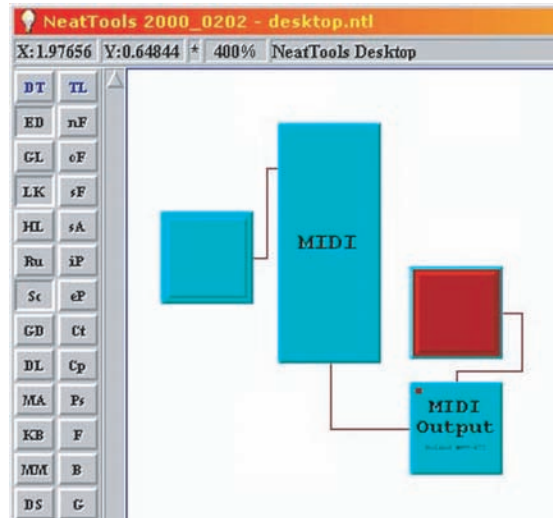 NeatTools 2000_0202 - desktop.ntl
X:1.97656 Y:0.64844 * 400% NeatTools Desktop
DT TL
ED nF
GL oF
LK sF
HL sA
Ru iP
Sc eP
GD Ct
DL Cp
MA Ps
KB F
MM B
DS G
MIDI
MIDI
Output